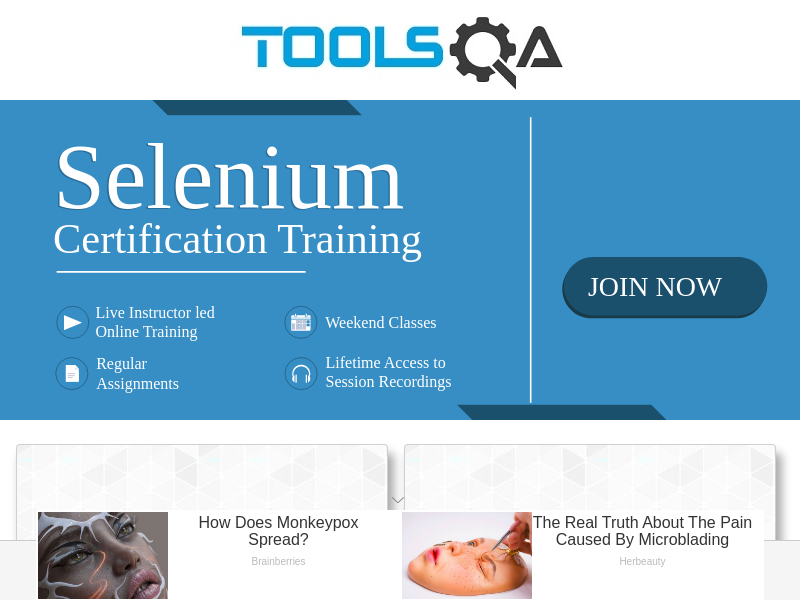 TOOLSQA
Selenium
Certification Training
JOIN NOW
Live Instructor led
Online Training
Weekend Classes
Regular
Assignments
Lifetime Access to
Session Recordings
How Does Monkeypox
Spread?
Brainberries
The Real Truth About The Pain
Caused By Microblading
Herbeauty